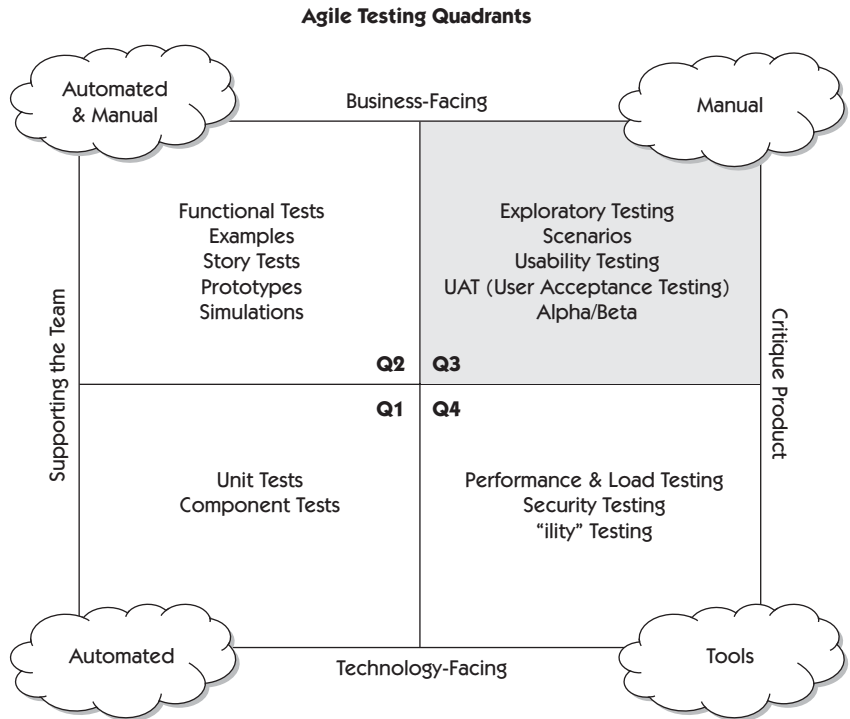 Agile Testing Quadrants
Automated
& Manual
Business-Facing
Manual
Functional Tests
Examples
Story Tests
Prototypes
Simulations
Exploratory Testing
Scenarios
Usability Testing
UAT (User Acceptance Testing)
Alpha/Beta
Supporting the Team
Critique Product
Q2
Q3
Q1
Q4
Unit Tests
Component Tests
Performance & Load Testing
Security Testing
“ility” Testing
Automated
Technology-Facing
Tools